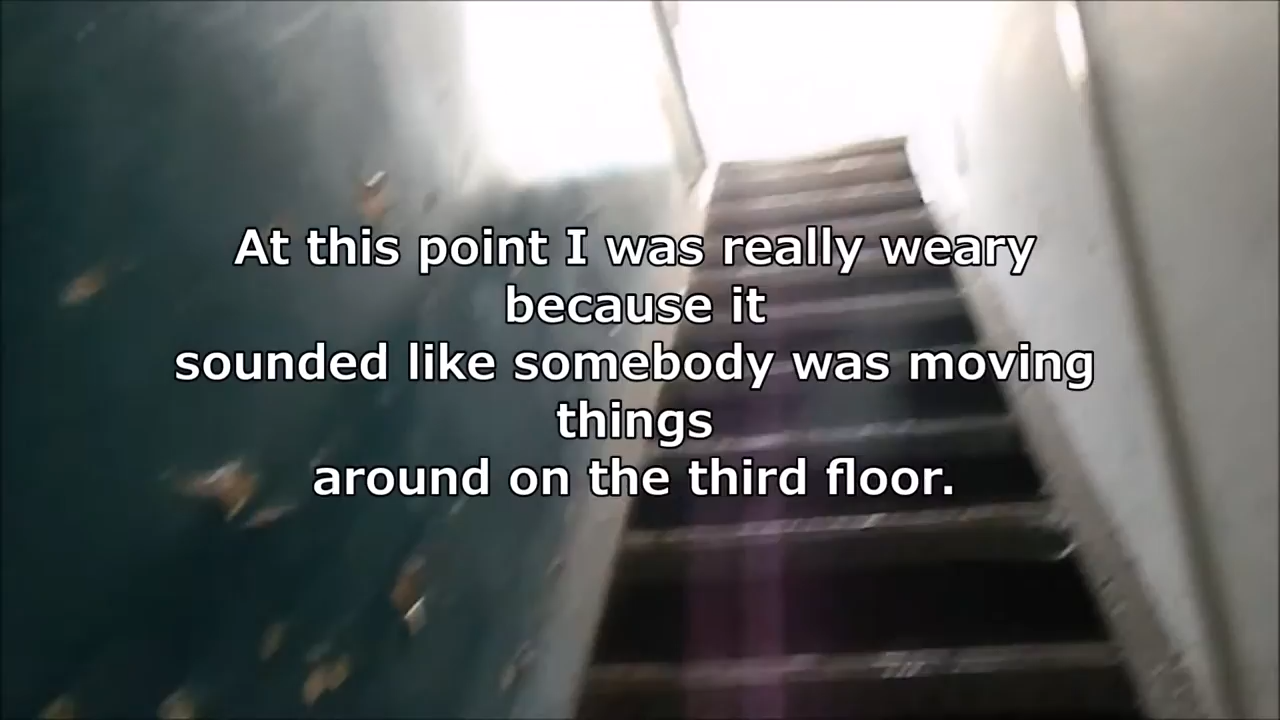 At this point I was really weary
because it
sounded like somebody was moving
things
around on the third floor.